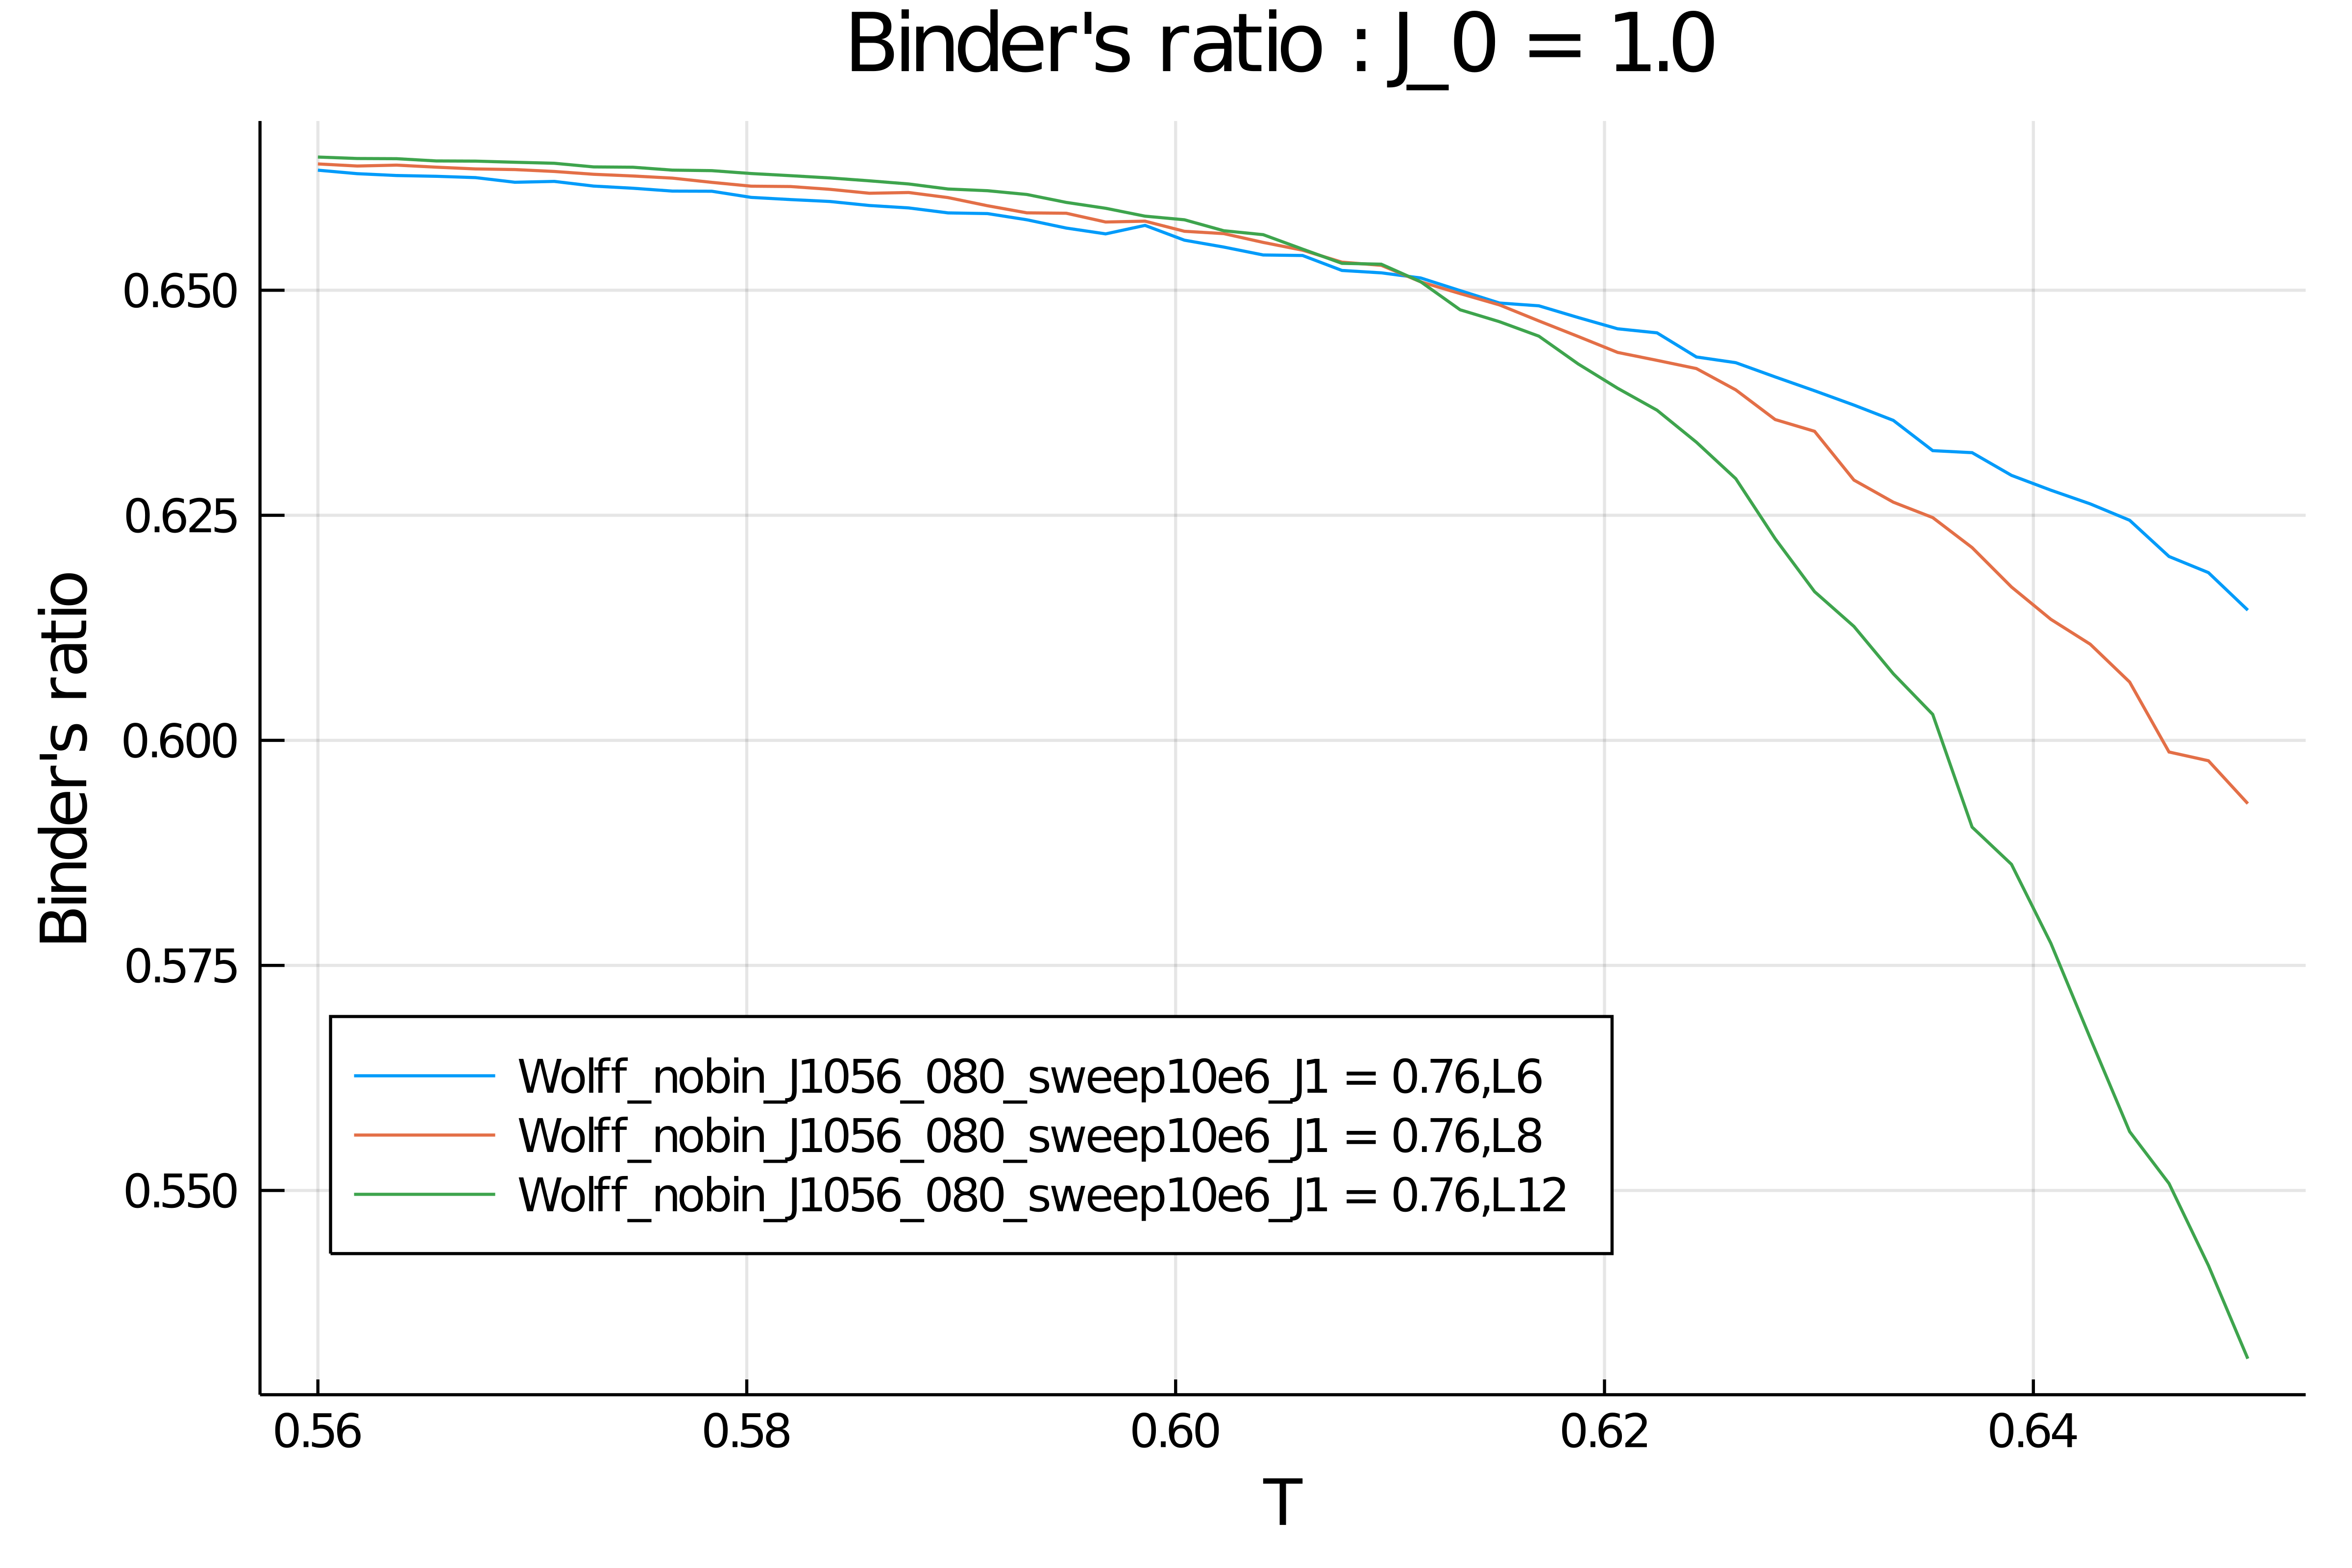 Binder's ratio : J_0 = 1.0
Binder's ratio
0.650
0.625
0.600
0.575
0.550
Wolff_nobin_J1056_080_sweep10e6_J1 = 0.76,L6
Wolff_nobin_J1056_080_sweep10e6_J1 = 0.76,L8
Wolff_nobin_J1056_080_sweep10e6_J1 = 0.76,L12
0.56 0.58 0.60 0.62 0.64
T